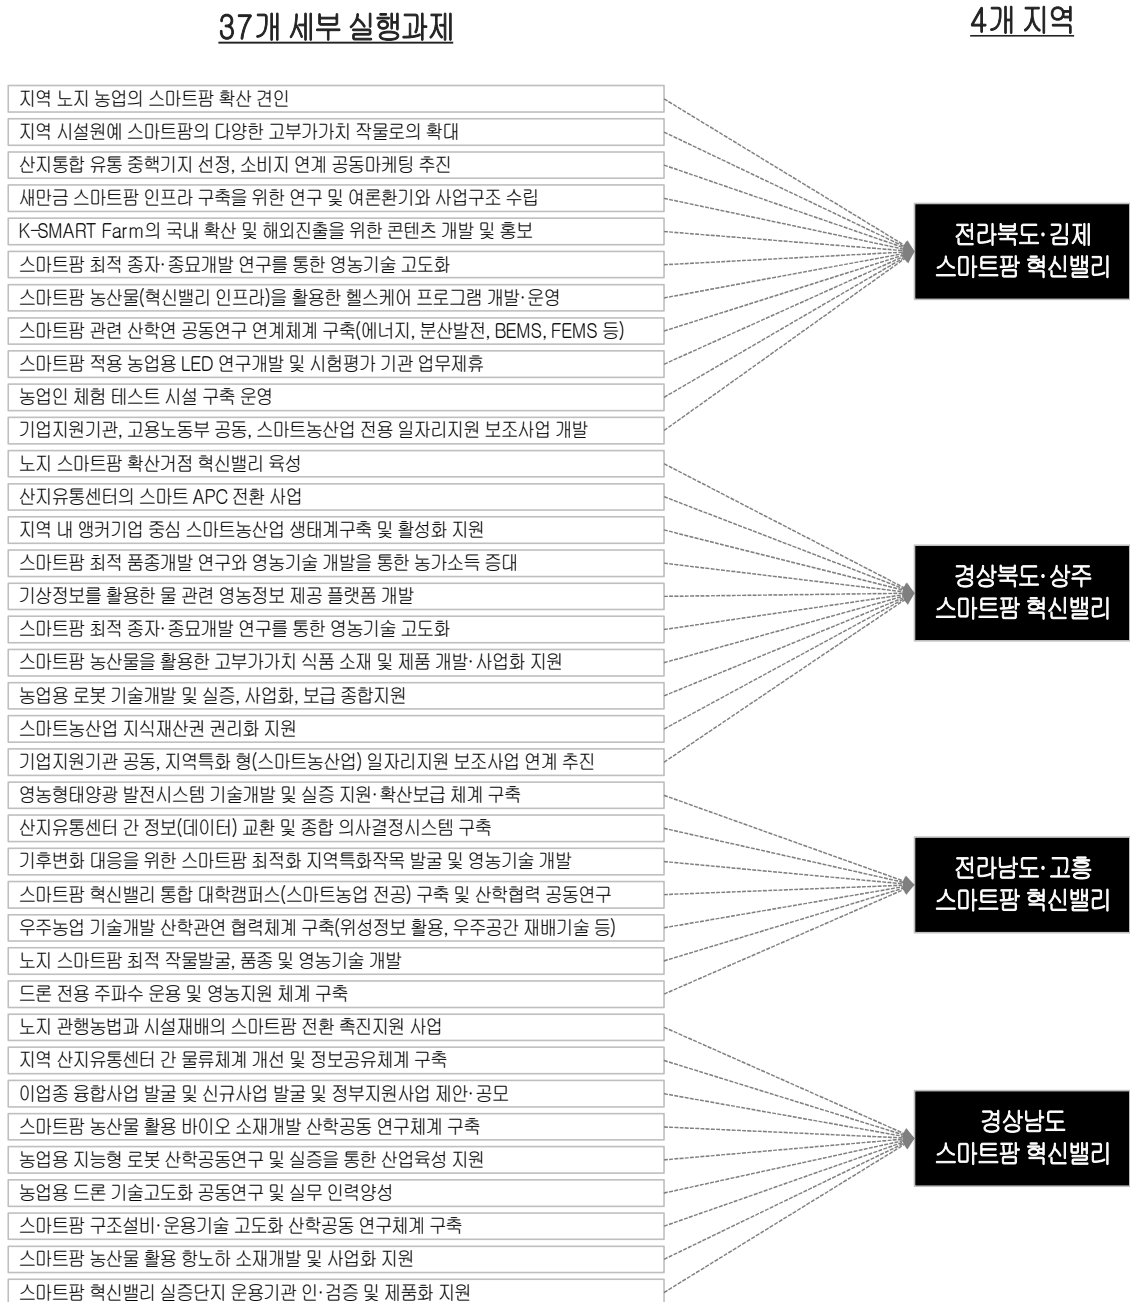 37개 세부 실행과제
4개 지역
지역 노지 농업의 스마트팜 확산 견인
지역 시설원예 스마트팜의 다양한 고부가가치 작물로의 확대
산지통합 유통 중핵기지 선정, 소비지 연계 공동마케팅 추진
새만금 스마트팜 인프라 구축을 위한 연구 및 여론환기와 사업구조 수립
K-SMART Farm의 국내 확산 및 해외진출을 위한 콘텐츠 개발 및 홍보
스마트팜 최적 종자·종묘개발 연구를 통한 영농기술 고도화
스마트팜 농산물(혁신밸리 인프라)을 활용한 헬스케어 프로그램 개발·운영
스마트팜 관련 산학연 공동연구 연계체계 구축(에너지, 분산발전, BEMS, FEMS 등)
스마트팜 적용 농업용 LED 연구개발 및 시험평가 기관 업무제휴
농업인 체험 테스트 시설 구축 운영
기업지원기관, 고용노동부 공동, 스마트농산업 전용 일자리지원 보조사업 개발
전라북도·김제
스마트팜 혁신밸리
노지 스마트팜 확산거점 혁신밸리 육성
산지유통센터의 스마트 APC 전환 사업
지역 내 앵커기업 중심 스마트농산업 생태계구축 및 활성화 지원
스마트팜 최적 품종개발 연구와 영농기술 개발을 통한 농가소득 증대
기상정보를 활용한 물 관련 영농정보 제공 플랫폼 개발
스마트팜 최적 종자·종묘개발 연구를 통한 영농기술 고도화
스마트팜 농산물을 활용한 고부가가치 식품 소재 및 제품 개발·사업화 지원
농업용 로봇 기술개발 및 실증, 사업화, 보급 종합지원
스마트농산업 지식재산권 권리화 지원
기업지원기관 공동, 지역특화 형(스마트농산업) 일자리지원 보조사업 연계 추진
경상북도·상주
스마트팜 혁신밸리
영농형태양광 발전시스템 기술개발 및 실증 지원·확산보급 체계 구축
산지유통센터 간 정보(데이터) 교환 및 종합 의사결정시스템 구축
기후변화 대응을 위한 스마트팜 최적화 지역특화작목 발굴 및 영농기술 개발
스마트팜 혁신밸리 통합 대학캠퍼스(스마트농업 전공) 구축 및 산학협력 공동연구
우주농업 기술개발 산학관연 협력체계 구축(위성정보 활용, 우주공간 재배기술 등)
노지 스마트팜 최적 작물발굴, 품종 및 영농기술 개발
드론 전용 주파수 운용 및 영농지원 체계 구축
전라남도·고흥
스마트팜 혁신밸리
노지 관행농법과 시설재배의 스마트팜 전환 촉진지원 사업
지역 산지유통센터 간 물류체계 개선 및 정보공유체계 구축
이업종 융합사업 발굴 및 신규사업 발굴 및 정부지원사업 제안·공모
스마트팜 농산물 활용 바이오 소재개발 산학공동 연구체계 구축
농업용 지능형 로봇 산학공동연구 및 실증을 통한 산업육성 지원
농업용 드론 기술고도화 공동연구 및 실무 인력양성
스마트팜 구조설비·운용기술 고도화 산학공동 연구체계 구축
스마트팜 농산물 활용 항노하 소재개발 및 사업화 지원
스마트팜 혁신밸리 실증단지 운용기관 인·검증 및 제품화 지원
경상남도
스마트팜 혁신밸리